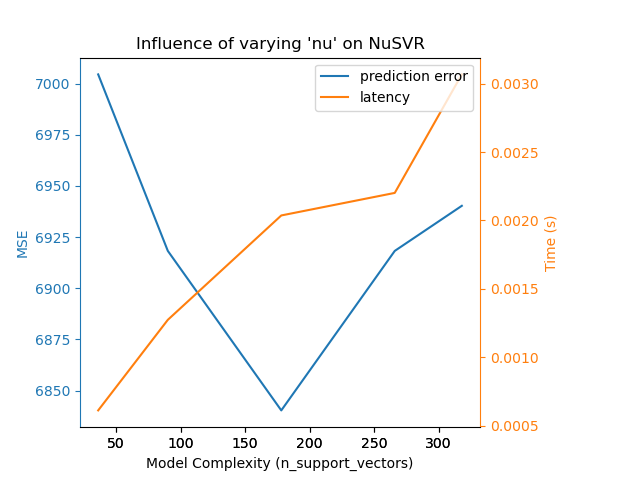 Influence of varying 'nu' on NuSVR
prediction error
latency
7000
6975
6950
6925
6900
6875
6850
MSE
0.0030
0.0025
0.0020
0.0015
0.0010
0.0005
Time (s)
50 100 150 200 250 300
Model Complexity (n_support_vectors)